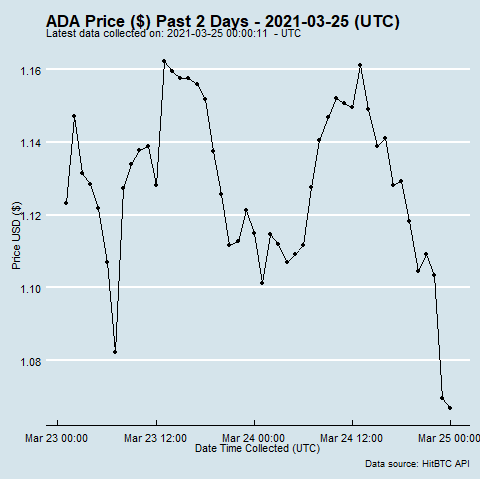 ADA Price ($) Past 2 Days - 2021-03-25 (UTC)
Latest data collected on: 2021-03-25 00:00:11 - UTC
1.16
1.14
1.12
1.10
1.08
Price USD ($)
Mar 23 00:00 Mar 23 12:00 Mar 24 00:00 Mar 24 12:00 Mar 25 00:00
Date Time Collected (UTC)
Data source: HitBTC API